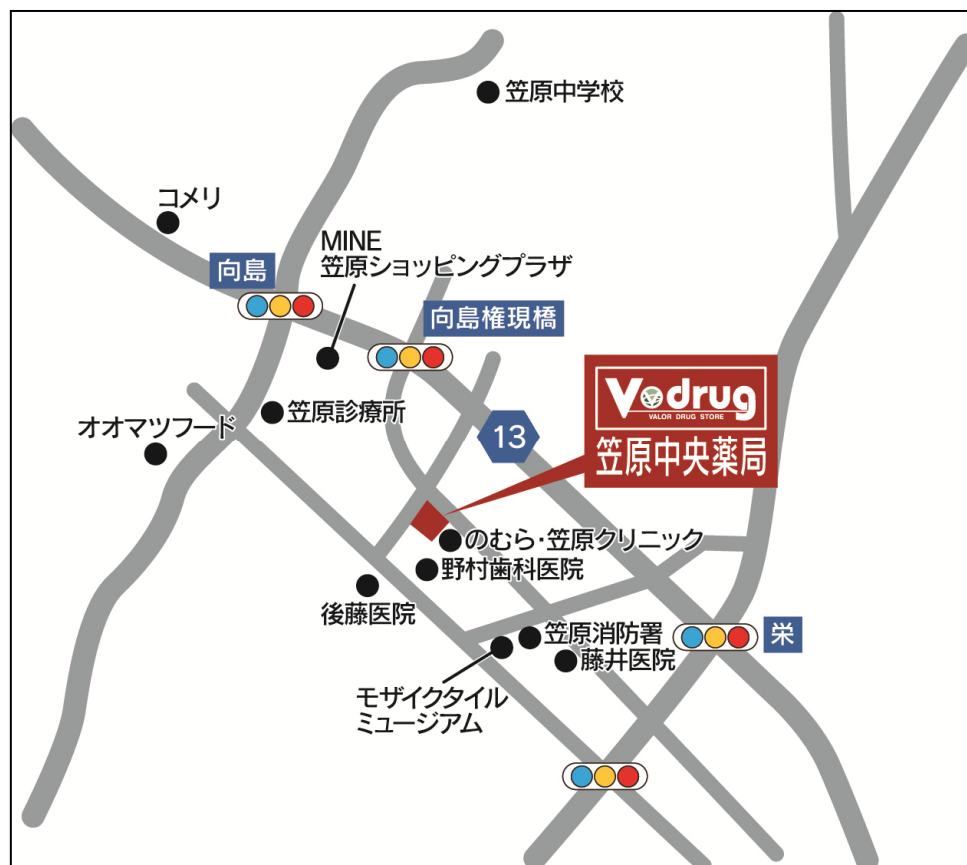 笠原中学校
コメリ
MINE
笠原ショッピングプラザ
向島
向島権現橋
V drug
VALOR DRUG STORE
笠原中央薬局
オオマツフード
笠原診療所
13
のむら・笠原クリニック
野村歯科医院
後藤医院
笠原消防署
栄
藤井医院
モザイクタイル
ミュージアム